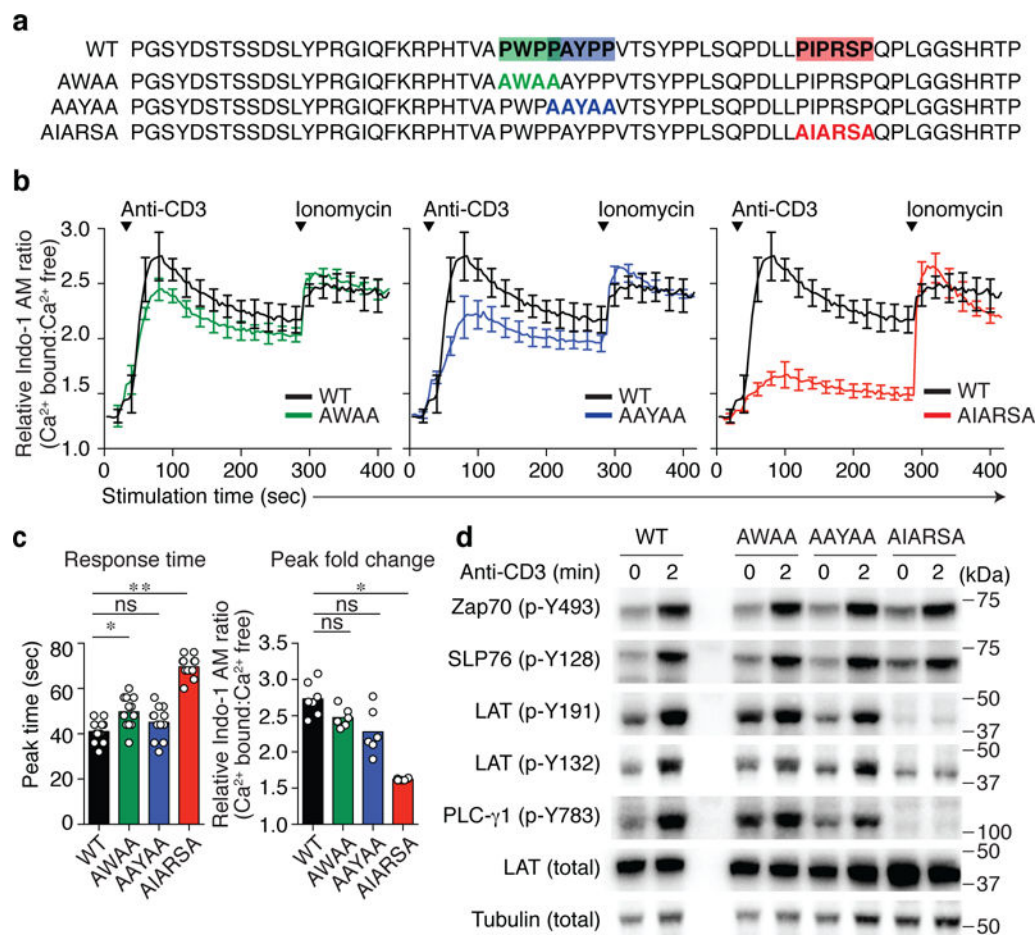 a
WT PGSYDSTSSDSLYPRGIQFKRPHTVAPWPPAYPPVTSYPPLSQPDLLPIPRSPQPLGGSHRTP
AWAA PGSYDSTSSDSLYPRGIQFKRPHTVAAWAAAYPPVTSYPPLSQPDLLPIPRSPQPLGGSHRTP
AAYAA PGSYDSTSSDSLYPRGIQFKRPHTVAPWPAAYAAVTSYPPLSQPDLLPIPRSPQPLGGSHRTP
AIARSA PGSYDSTSSDSLYPRGIQFKRPHTVAPWPPAYPPVTSYPPLSQPDLLAIARSAQPLGGSHRTP
b
Anti-CD3 Ionomycin Anti-CD3 Ionomycin Anti-CD3 Ionomycin
Relative Indo-1 AM ratio
(Ca²⁺ bound:Ca²⁺ free)
3.0
2.5
2.0
1.5
1.0
WT WT WT
AWAA AAYAA AIARSA
0 100 200 300 400 0 100 200 300 400 0 100 200 300 400
Stimulation time (sec)
c
Response time
**
ns
*
Peak time (sec)
80
60
40
20
0
WT
AWAA
AAYAA
AIARSA
Peak fold change
*
ns
ns
Relative Indo-1 AM ratio
(Ca²⁺ bound:Ca²⁺ free)
3.0
2.5
2.0
1.5
1.0
WT
AWAA
AAYAA
AIARSA
d
WT AWAA AAYAA AIARSA
Anti-CD3 (min) 0 2 0 2 0 2 0 2 (kDa)
Zap70 (p-Y493) 75
SLP76 (p-Y128) 75
LAT (p-Y191) 50
37
LAT (p-Y132) 50
37
PLC-γ1 (p-Y783) 100
LAT (total) 50
37
Tubulin (total) 50